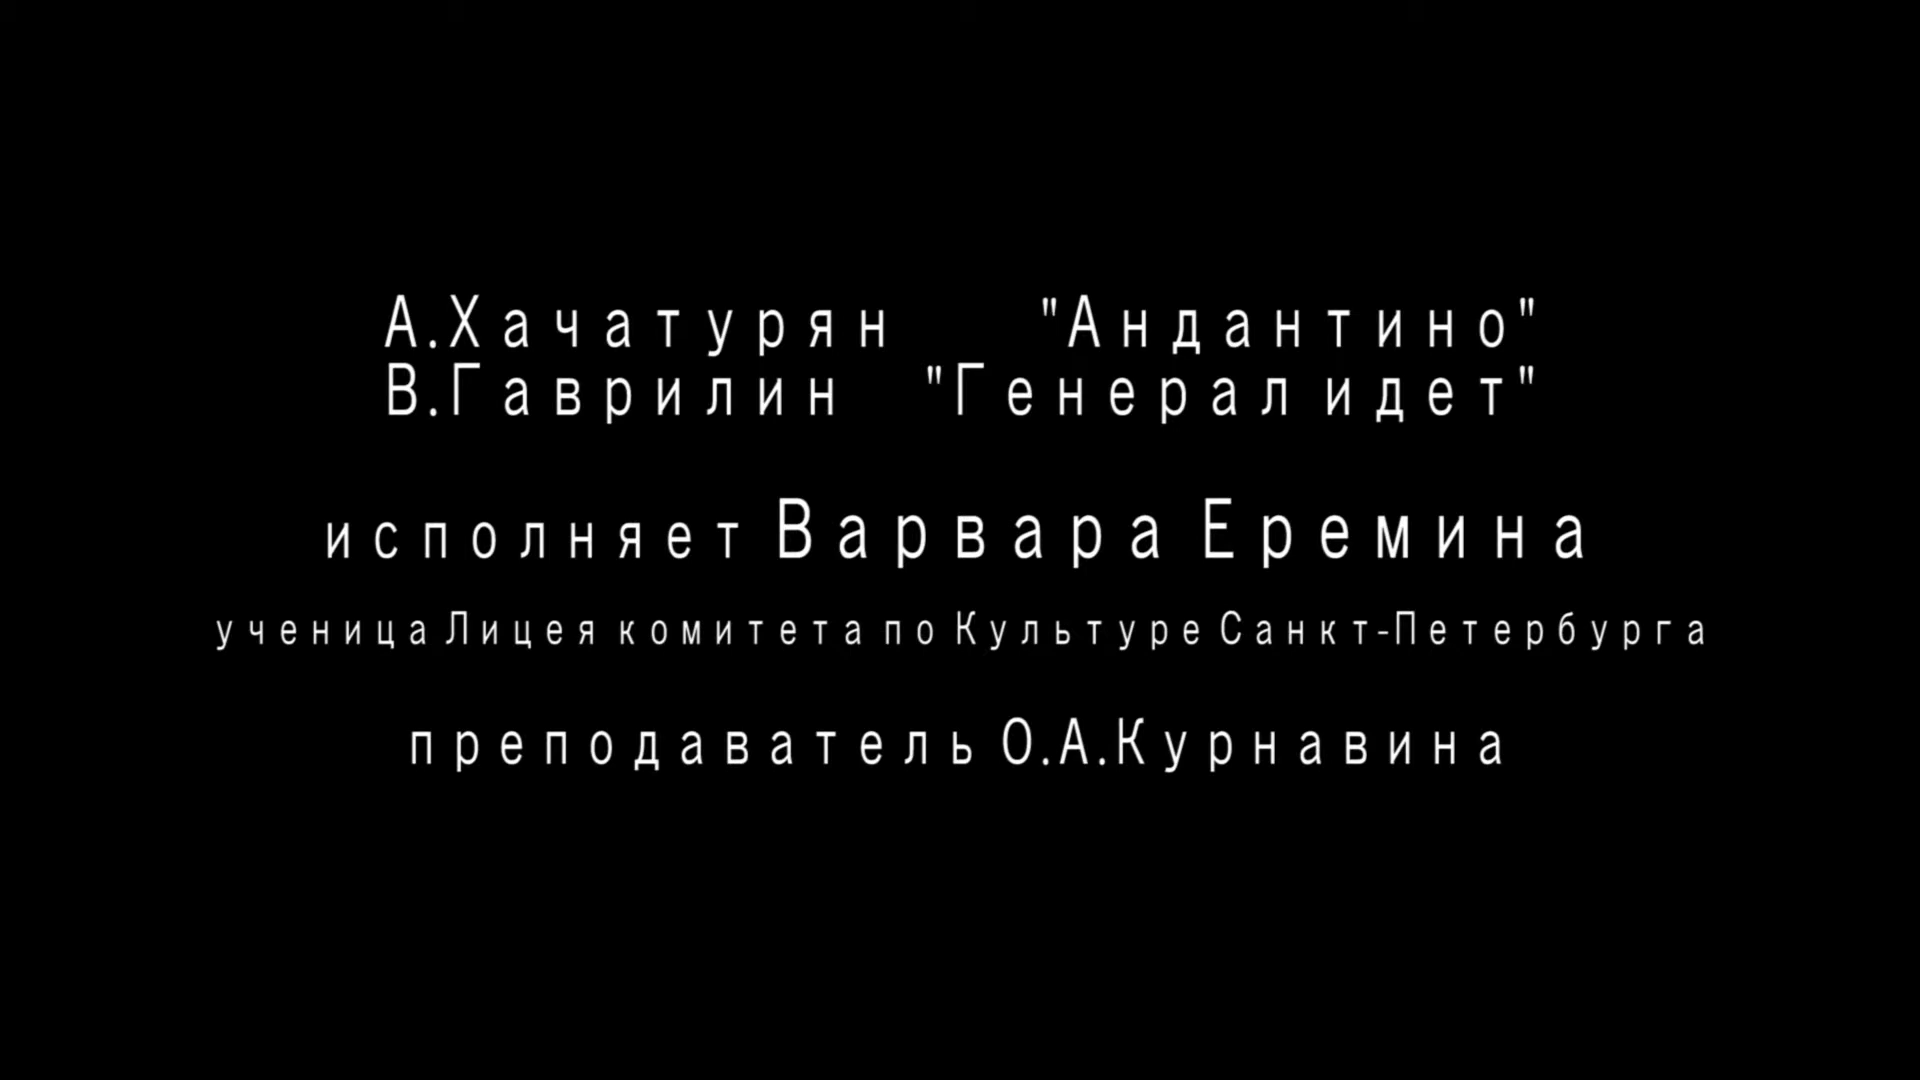 А.Хачатурян "Андантино"
В.Гаврилин "Генерал идет"
исполняет Варвара Еремина
ученица Лицея комитета по Культуре Санкт-Петербурга
преподаватель О.А.Курнавина